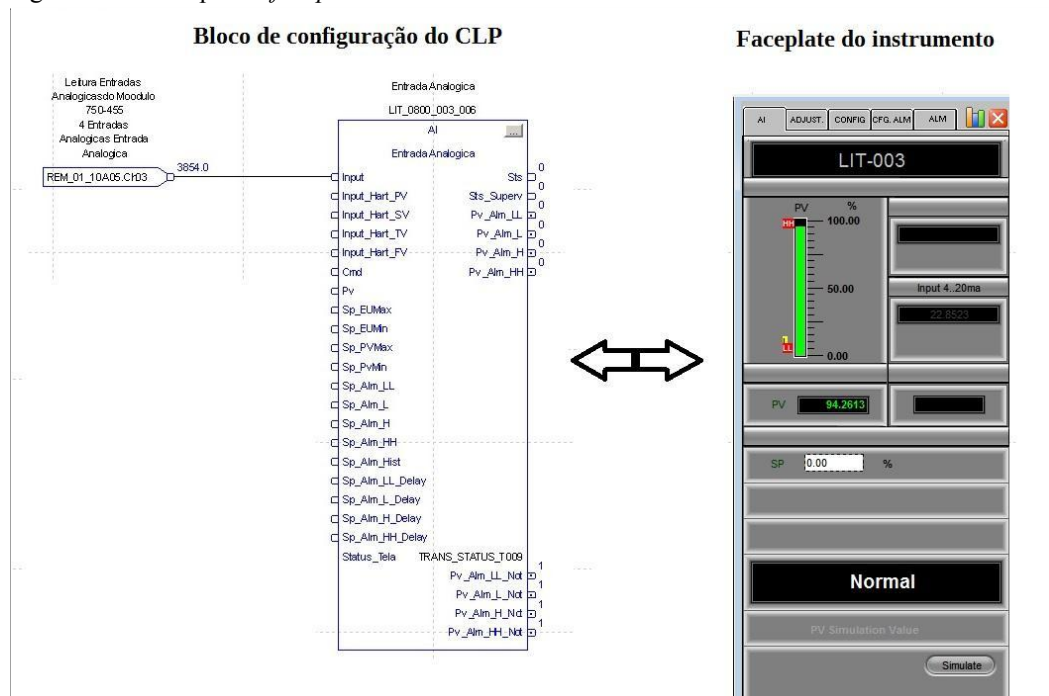 Bloco de configuração do CLP
Faceplate do instrumento
Leitura Entradas
Analogicasdo Moodulo
750-455
4 Entradas
Analogicas Entrada
Analogica
REM_01_10A05.Ch03
3854.0
Entrada Analogica
LIT_0800_003_006
AI
...
Entrada Analogica
Input
Sts
0
Input_Hart_PV
Sts_Superv
0
Input_Hart_SV
Pv_Alm_LL
0
Input_Hart_TV
Pv_Alm_L
0
Input_Hart_FV
Pv_Alm_H
0
Cmd
Pv_Alm_HH
0
Pv
Sp_EUMax
Sp_EUMin
Sp_PVMax
Sp_PvMin
Sp_Alm_LL
Sp_Alm_L
Sp_Alm_H
Sp_Alm_HH
Sp_Alm_Hist
Sp_Alm_LL_Delay
Sp_Alm_L_Delay
Sp_Alm_H_Delay
Sp_Alm_HH_Delay
Status_Tela
TRANS_STATUS_T009
Pv_Alm_LL_Not
1
Pv_Alm_L_Not
1
Pv_Alm_H_Not
1
Pv_Alm_HH_Not
1
AI
ADJUST.
CONFIG
CFG. ALM
ALM
LIT-003
PV
%
HH
100.00
50.00
LL
0.00
Input 4..20ma
22.8523
PV
94.2613
SP
0.00
%
Normal
PV Simulation Value
Simulate